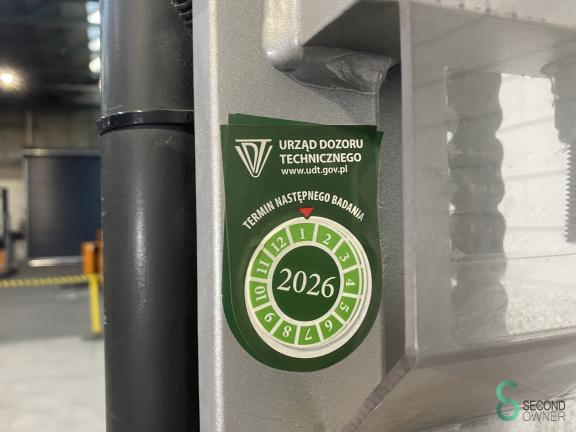 URZĄD DOZORU
TECHNICZNEGO
www.udt.gov.pl
TERMIN NASTĘPNEGO BADANIA
1 2 3 4 5 6 7 8 9 10 11 12
2026
SECOND
OWNER